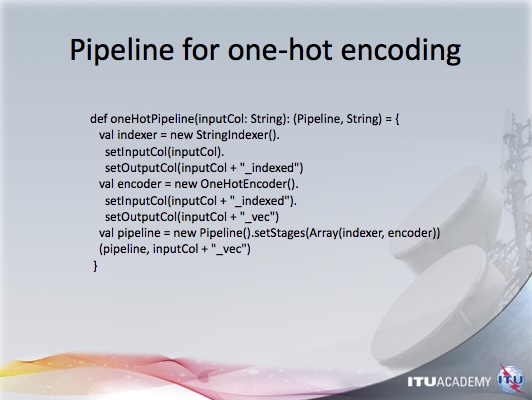 Pipeline for one-hot encoding
def oneHotPipeline(inputCol: String): (Pipeline, String) = {
val indexer = new StringIndexer().
setInputCol(inputCol).
setOutputCol(inputCol + "_indexed")
val encoder = new OneHotEncoder().
setInputCol(inputCol + "_indexed").
setOutputCol(inputCol + "_vec")
val pipeline = new Pipeline().setStages(Array(indexer, encoder))
(pipeline, inputCol + "_vec")
}
ITUACADEMY ITU